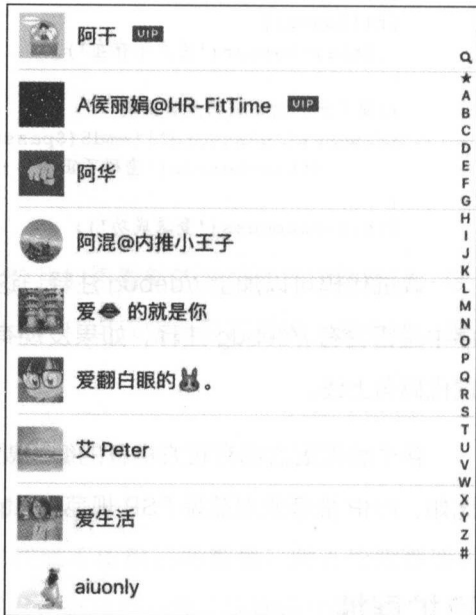 阿干 VIP
A侯丽娟@HR-FitTime VIP
阿华
阿混@内推小王子
爱👄的就是你
爱翻白眼的🐰。
艾 Peter
爱生活
aiuonly
★
A
B
C
D
E
F
G
H
I
J
K
L
M
N
O
P
Q
R
S
T
U
V
W
X
Y
Z
#